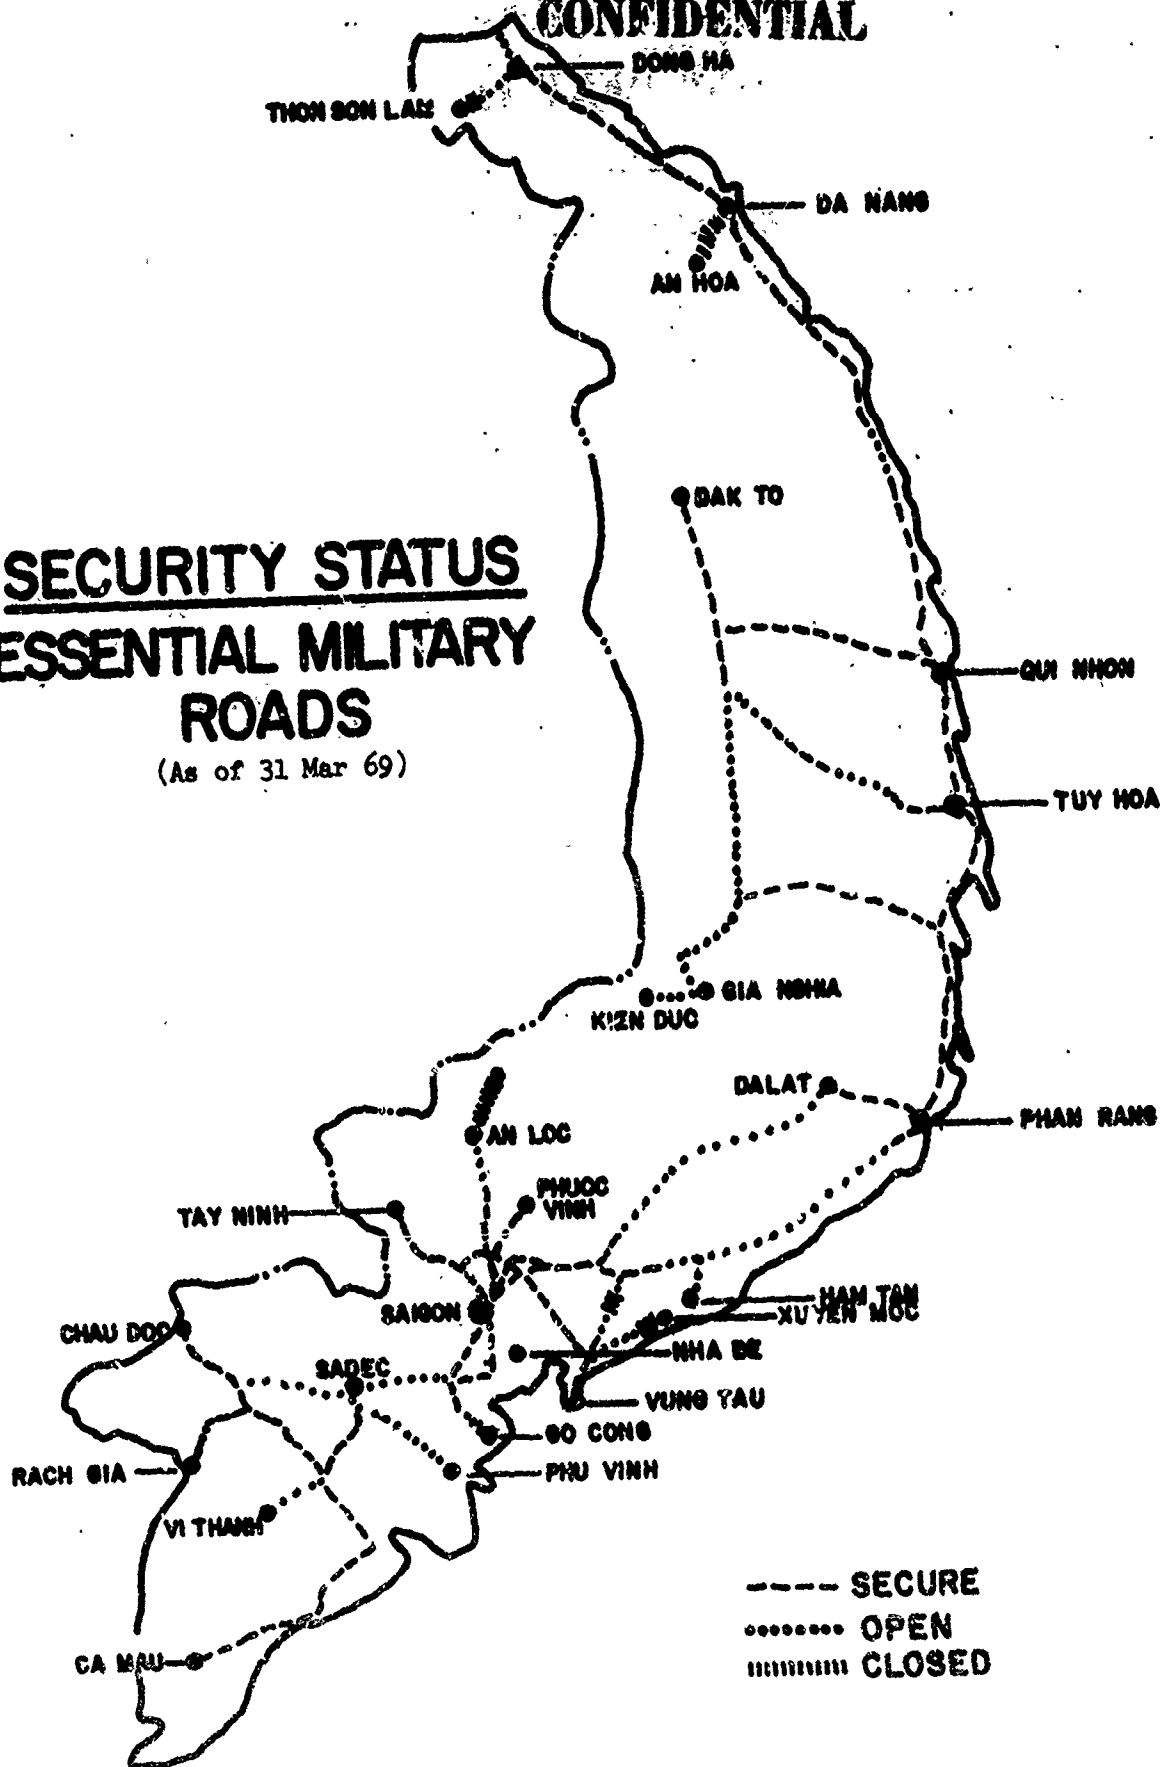 CONFIDENTIAL
DONG HA
THON SON LAM
DA NANG
AN HOA
DAK TO
SECURITY STATUS
ESSENTIAL MILITARY
ROADS
(As of 31 Mar 69)
QUI NHON
TUY HOA
GIA NGHIA
KIEN DUC
DALAT
PHAN RANG
AN LOC
PHUOC
VINH
TAY NINH
HAM TAN
XUYEN MOC
SAIGON
CHAU DOC
NHA BE
SADEC
VUNG TAU
GO CONG
RACH GIA
PHU VINH
VI THANH
SECURE
OPEN
CLOSED
CA MAU